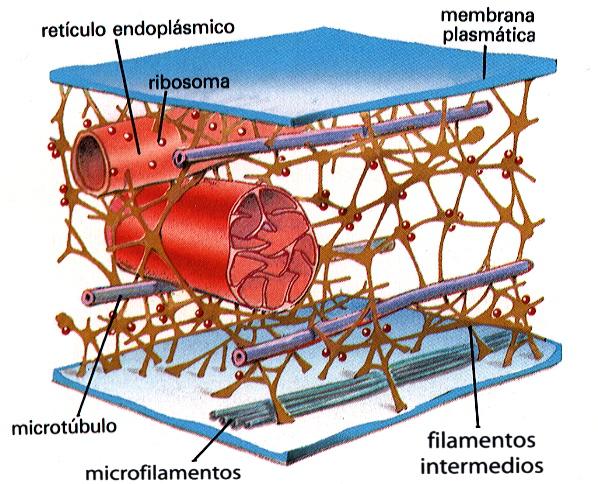 membrana
plasmática
retículo endoplásmico
ribosoma
microtúbulo
microfilamentos
filamentos
intermedios